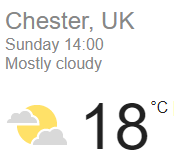 Chester, UK
Sunday 14:00
Mostly cloudy
18°C